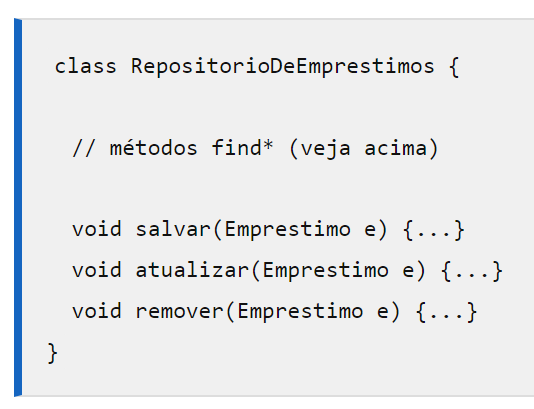 class RepositorioDeEmprestimos {
// métodos find* (veja acima)
void salvar(Emprestimo e) {...}
void atualizar(Emprestimo e) {...}
void remover(Emprestimo e) {...}
}